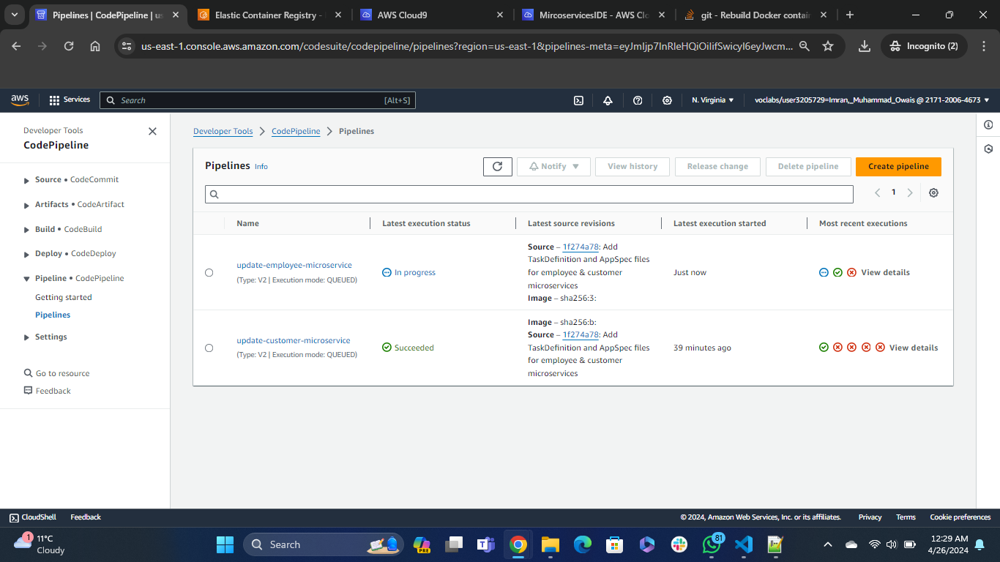 Pipelines | CodePipeline | us
Elastic Container Registry -
AWS Cloud9
MircoservicesIDE - AWS Clo
git - Rebuild Docker contain
us-east-1.console.aws.amazon.com/codesuite/codepipeline/pipelines?region=us-east-1&pipelines-meta=eyJmIjp7InRleHQiOiIifSwicyI6eyJwcm...
Incognito (2)
aws
Services
Search
[Alt+S]
N. Virginia
voclabs/user3205729=Imran,_Muhammad_Owais @ 2171-2006-4673
Developer Tools
CodePipeline
Source • CodeCommit
Artifacts • CodeArtifact
Build • CodeBuild
Deploy • CodeDeploy
Pipeline • CodePipeline
Getting started
Pipelines
Settings
Go to resource
Feedback
Developer Tools
CodePipeline
Pipelines
Pipelines Info
Notify
View history
Release change
Delete pipeline
Create pipeline
1
Name
Latest execution status
Latest source revisions
Latest execution started
Most recent executions
update-employee-microservice
(Type: V2 | Execution mode: QUEUED)
In progress
Source – 1f274a78: Add
TaskDefinition and AppSpec files
for employee & customer
microservices
Image – sha256:3:
Just now
View details
update-customer-microservice
(Type: V2 | Execution mode: QUEUED)
Succeeded
Image – sha256:b:
Source – 1f274a78: Add
TaskDefinition and AppSpec files
for employee & customer
microservices
39 minutes ago
View details
CloudShell
Feedback
© 2024, Amazon Web Services, Inc. or its affiliates.
Privacy
Terms
Cookie preferences
1
11°C
Cloudy
Search
PRE
81
12:29 AM
4/26/2024